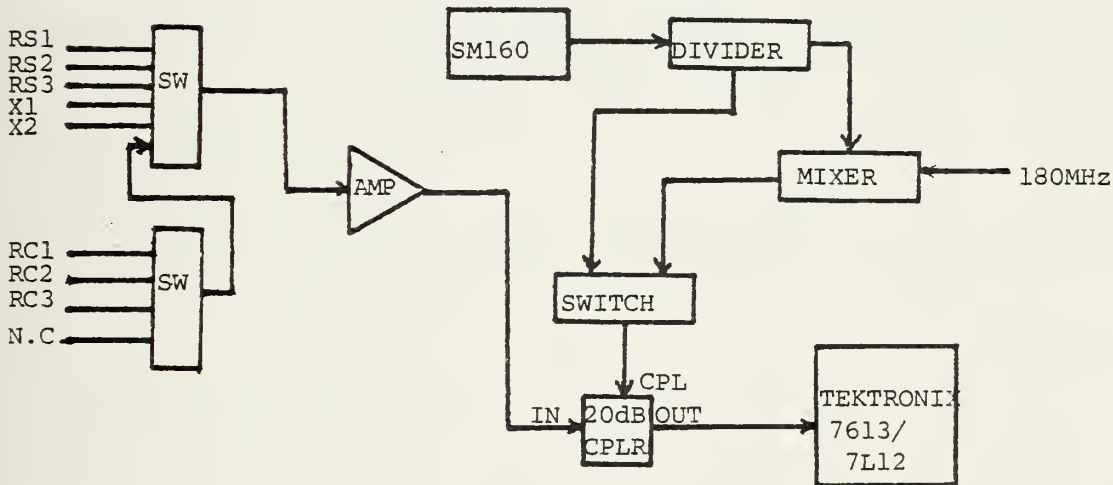 RS1
RS2
RS3
X1
X2
SW
RC1
RC2
RC3
N.C
SW
AMP
SM160
DIVIDER
MIXER
180MHz
SWITCH
CPL
IN
20dB
CPLR
OUT
TEKTRONIX
7613/
7L12